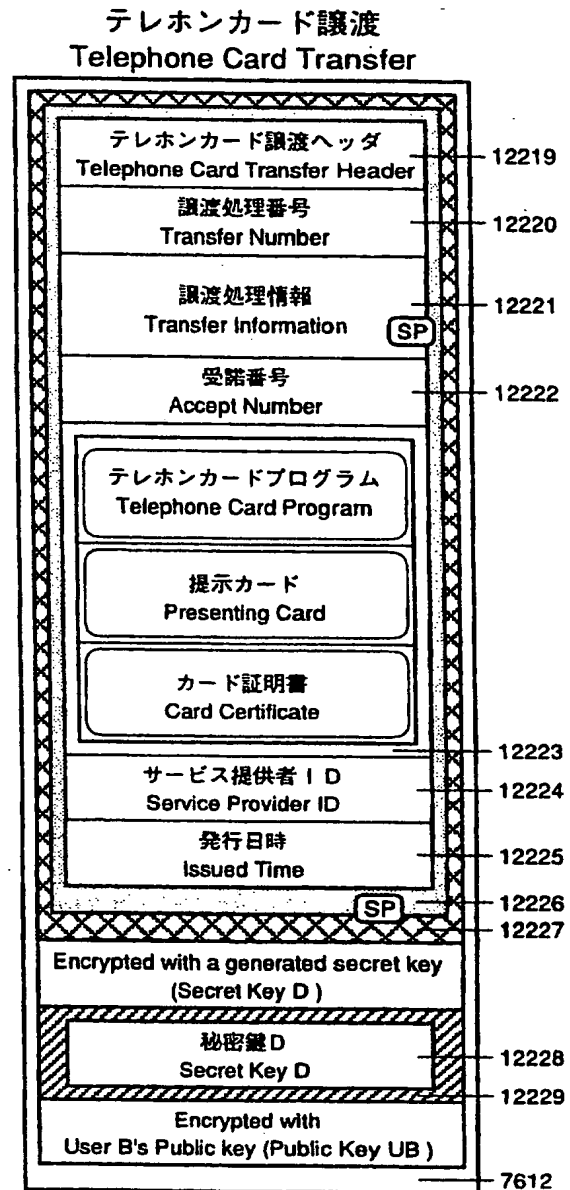 テレホンカード譲渡
Telephone Card Transfer
テレホンカード譲渡ヘッダ
Telephone Card Transfer Header
12219
譲渡処理番号
Transfer Number
12220
譲渡処理情報
Transfer Information
12221
SP
受諾番号
Accept Number
12222
テレホンカードプログラム
Telephone Card Program
提示カード
Presenting Card
カード証明書
Card Certificate
12223
サービス提供者ID
Service Provider ID
12224
発行日時
Issued Time
12225
SP
12226
12227
Encrypted with a generated secret key
(Secret Key D )
秘密鍵D
Secret Key D
12228
12229
Encrypted with
User B's Public key (Public Key UB )
7612